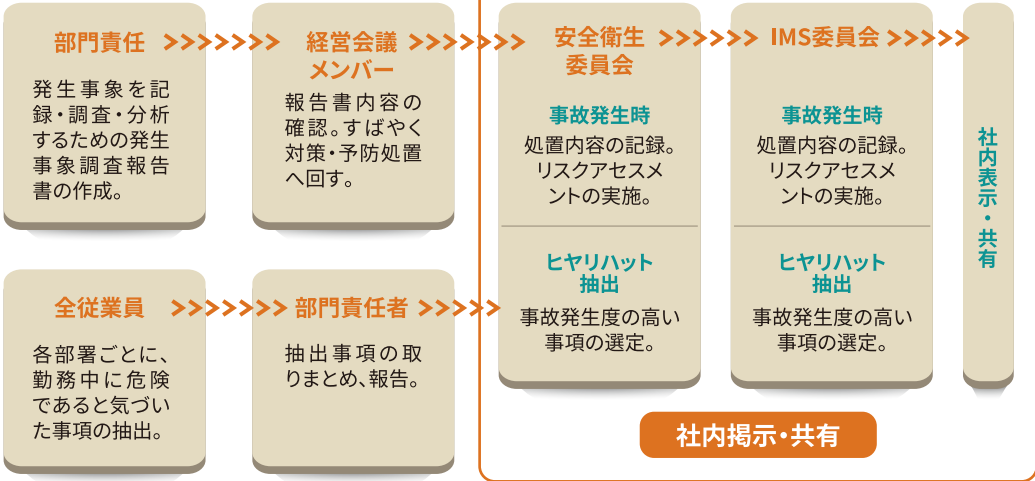 部門責任
発生事象を記
録・調査・分析
するための発生
事象調査報告
書の作成。
経営会議
メンバー
報告書内容の
確認。すばやく
対策・予防処置
へ回す。
安全衛生
委員会
事故発生時
処置内容の記録。
リスクアセスメ
ントの実施。
ヒヤリハット
抽出
事故発生度の高い
事項の選定。
IMS委員会
事故発生時
処置内容の記録。
リスクアセスメ
ントの実施。
ヒヤリハット
抽出
事故発生度の高い
事項の選定。
社内表示・共有
全従業員
各部署ごとに、
勤務中に危険
であると気づい
た事項の抽出。
部門責任者
抽出事項の取
りまとめ、報告。
社内掲示・共有